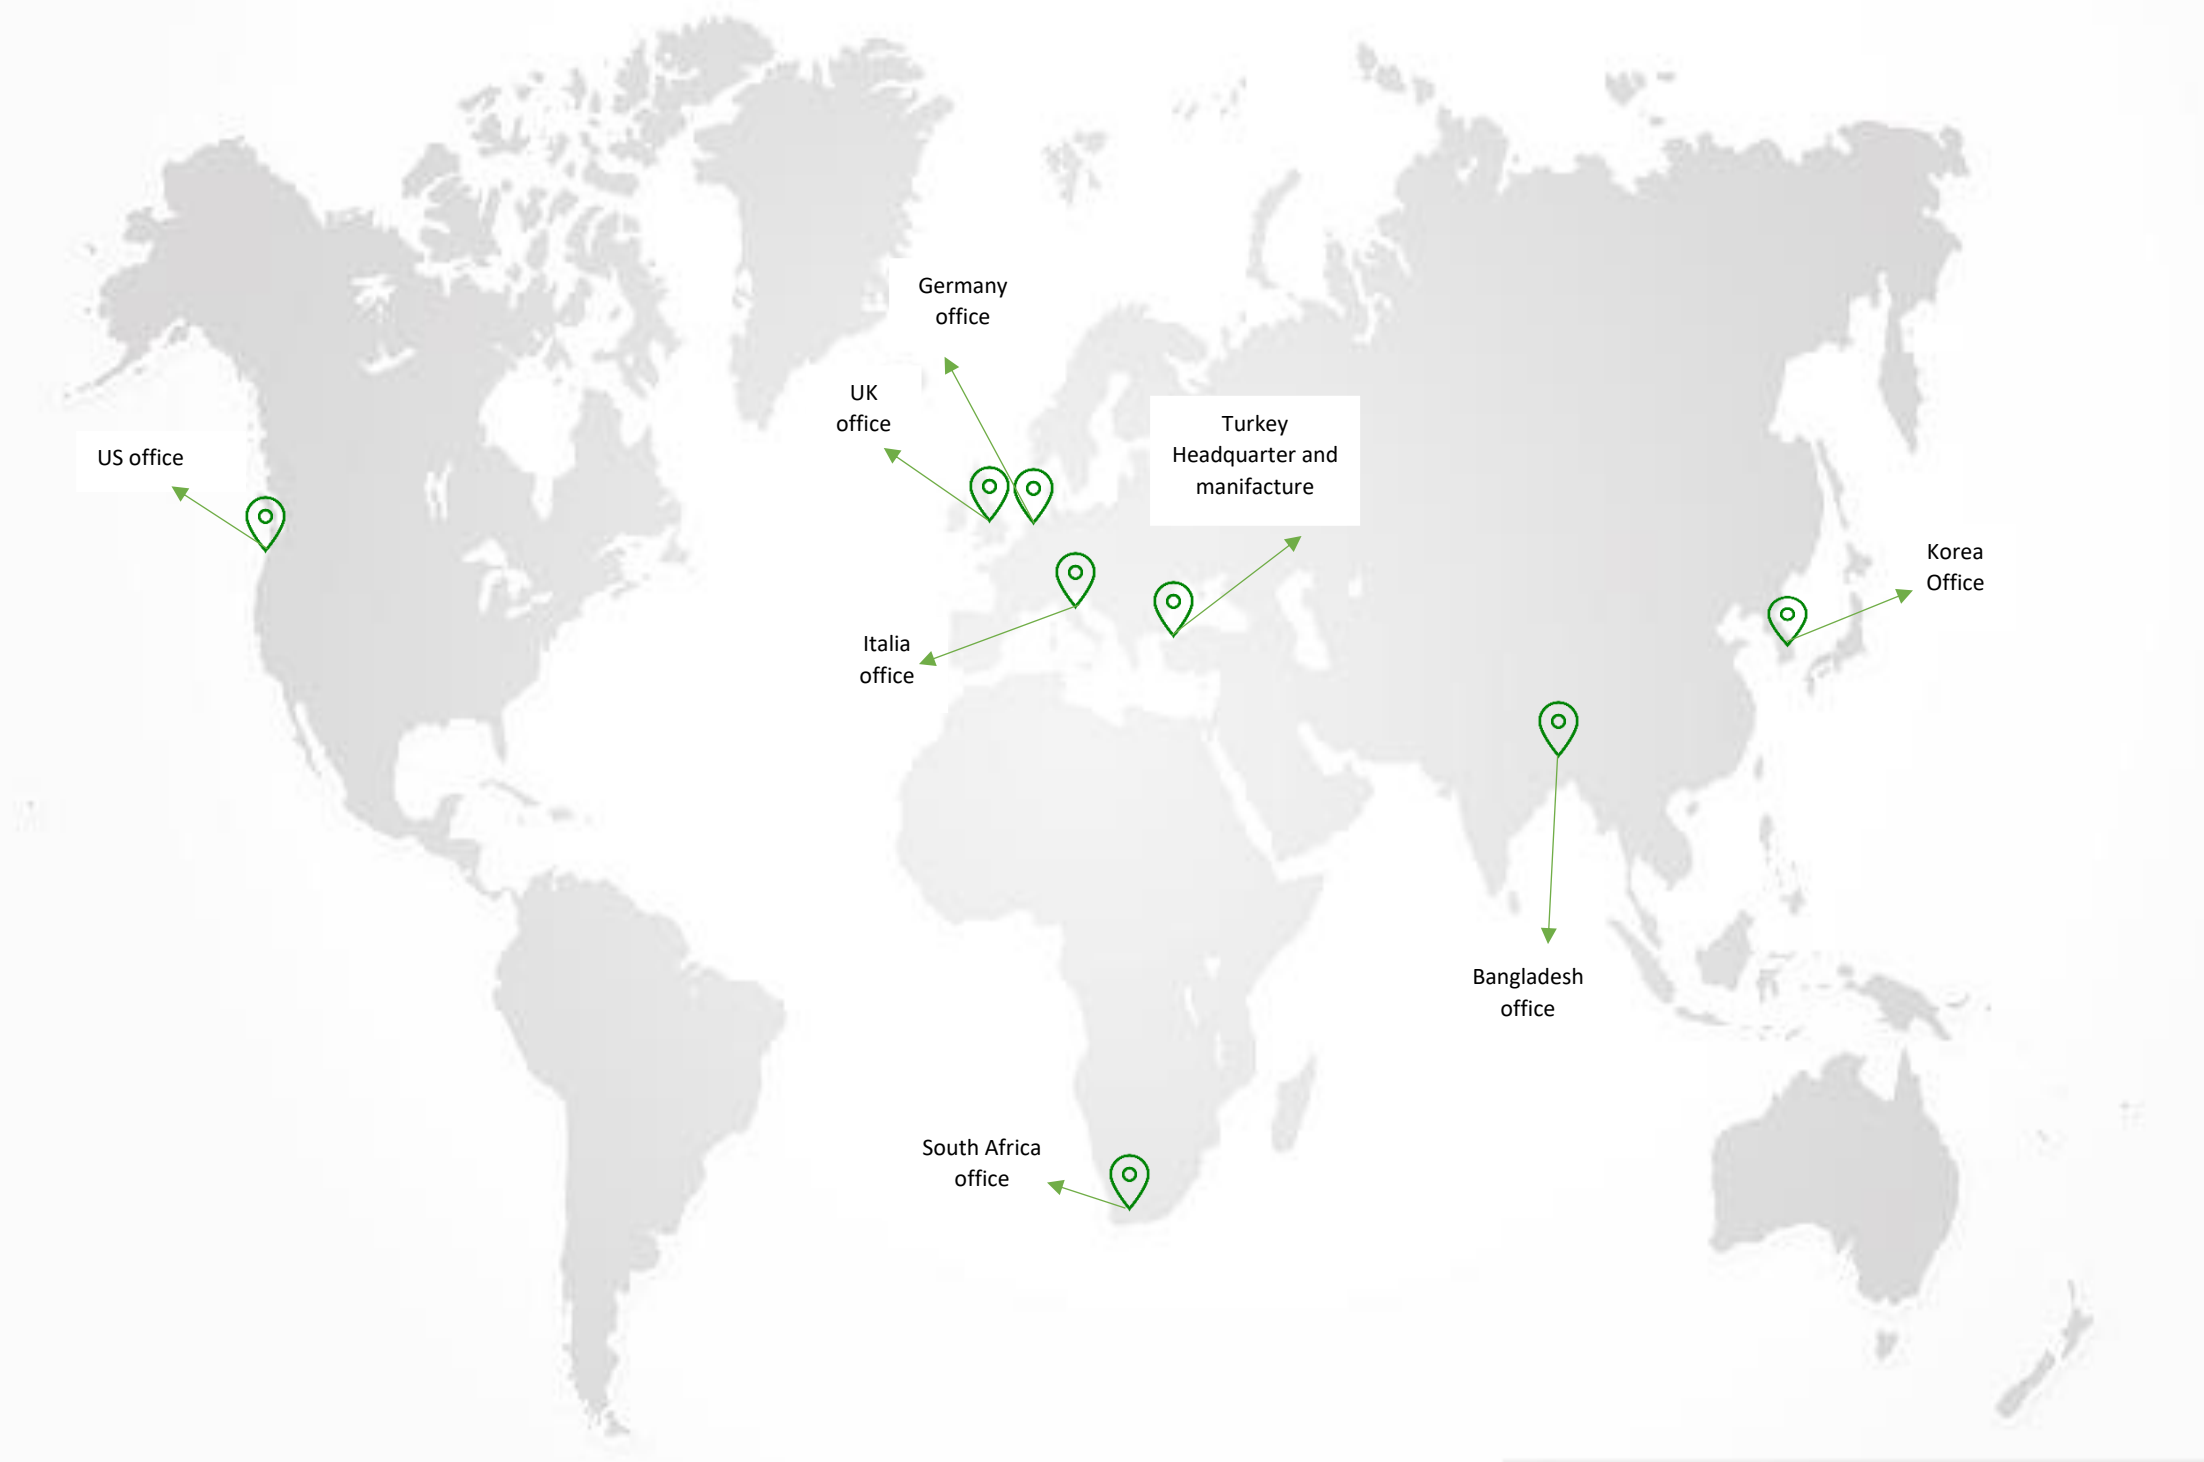 Germany
office
UK
office
Turkey
Headquarter and
manifacture
US office
Korea
Office
Italia
office
Bangladesh
office
South Africa
office